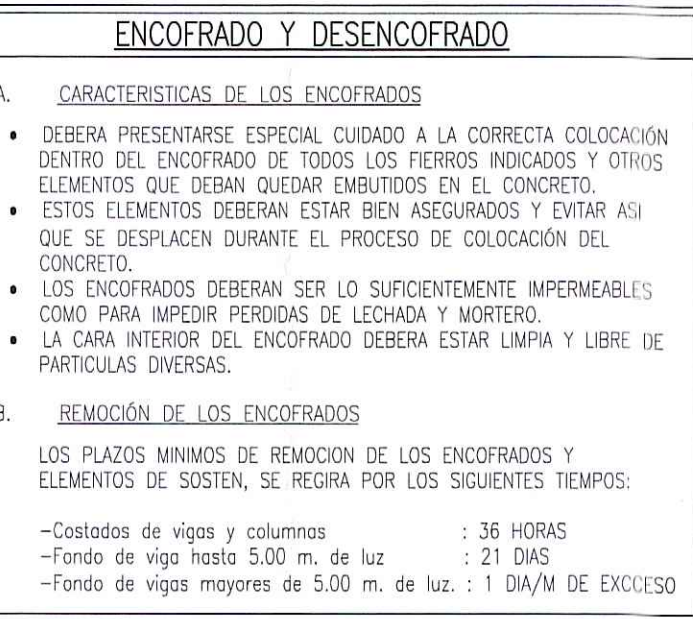 ENCOFRADO Y DESENCOFRADO
A. CARACTERISTICAS DE LOS ENCOFRADOS
• DEBERA PRESENTARSE ESPECIAL CUIDADO A LA CORRECTA COLOCACIÓN
DENTRO DEL ENCOFRADO DE TODOS LOS FIERROS INDICADOS Y OTROS
ELEMENTOS QUE DEBAN QUEDAR EMBUTIDOS EN EL CONCRETO.
• ESTOS ELEMENTOS DEBERAN ESTAR BIEN ASEGURADOS Y EVITAR ASI
QUE SE DESPLACEN DURANTE EL PROCESO DE COLOCACIÓN DEL
CONCRETO.
• LOS ENCOFRADOS DEBERAN SER LO SUFICIENTEMENTE IMPERMEABLES
COMO PARA IMPEDIR PERDIDAS DE LECHADA Y MORTERO.
• LA CARA INTERIOR DEL ENCOFRADO DEBERA ESTAR LIMPIA Y LIBRE DE
PARTICULAS DIVERSAS.
B. REMOCIÓN DE LOS ENCOFRADOS
LOS PLAZOS MINIMOS DE REMOCION DE LOS ENCOFRADOS Y
ELEMENTOS DE SOSTEN, SE REGIRA POR LOS SIGUIENTES TIEMPOS:
-Costados de vigas y columnas : 36 HORAS
-Fondo de viga hasta 5.00 m. de luz : 21 DIAS
-Fondo de vigas mayores de 5.00 m. de luz. : 1 DIA/M DE EXCCESO